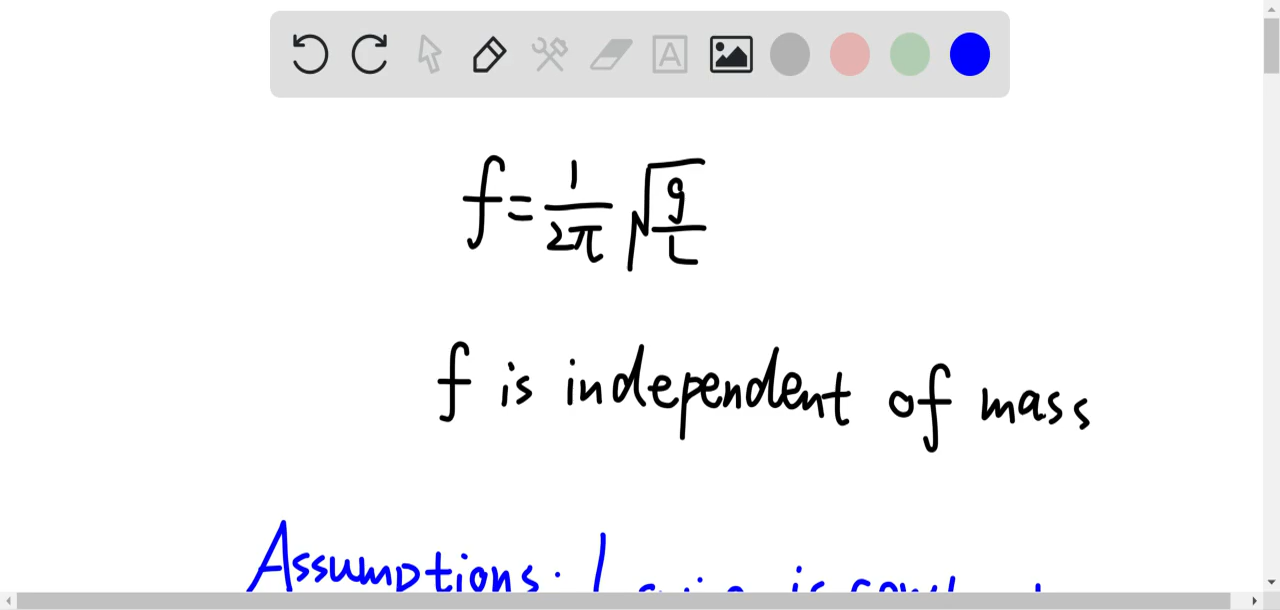 A
f = 1/2π √g/L
f is independent of mass
Assumptions: